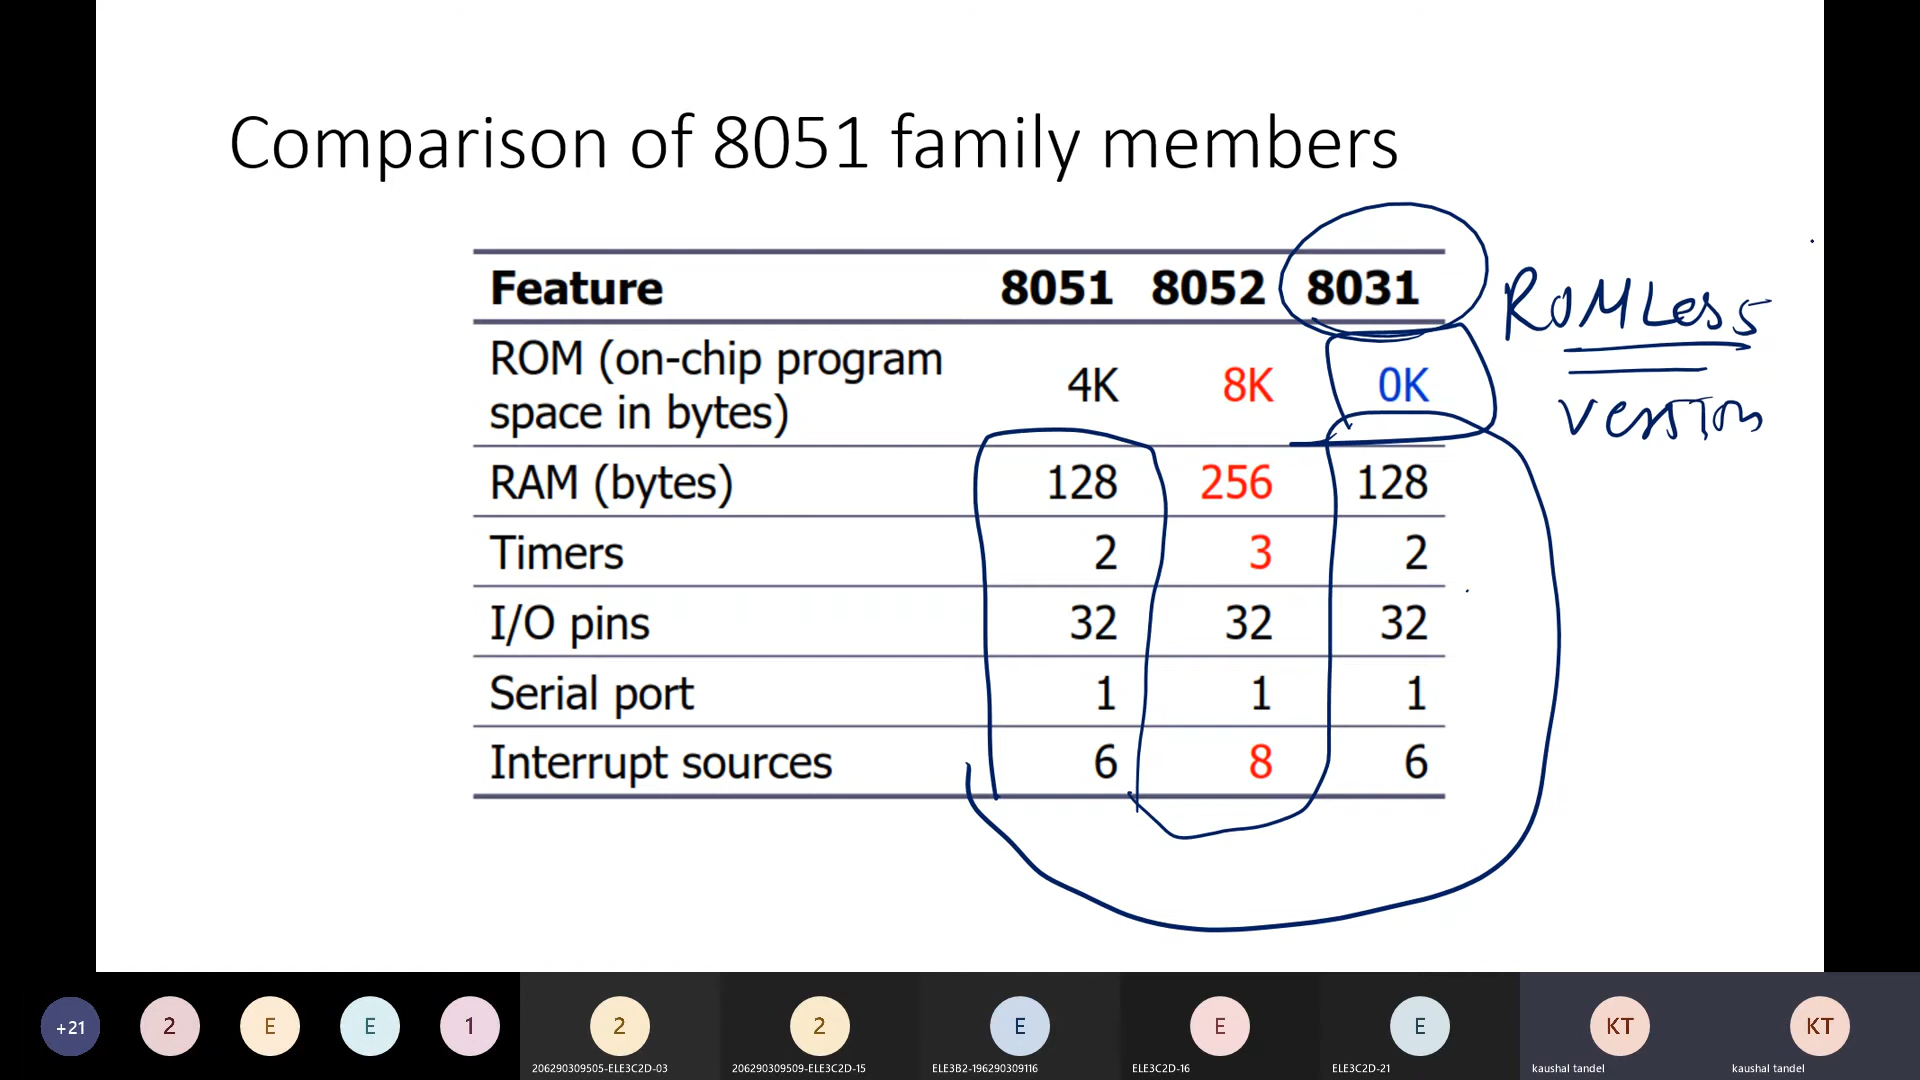 Comparison of 8051 family members
Feature 8051 8052 8031
ROM (on-chip program
space in bytes) 4K 8K 0K
RAM (bytes) 128 256 128
Timers 2 3 2
I/O pins 32 32 32
Serial port 1 1 1
Interrupt sources 6 8 6
ROMLess
version
+21 2 E E 1 2 2 E E E KT KT
206290309505-ELE3C2D-03 206290309509-ELE3C2D-15 ELE3B2-196290309116 ELE3C2D-16 ELE3C2D-21 kaushal tandel kaushal tandel